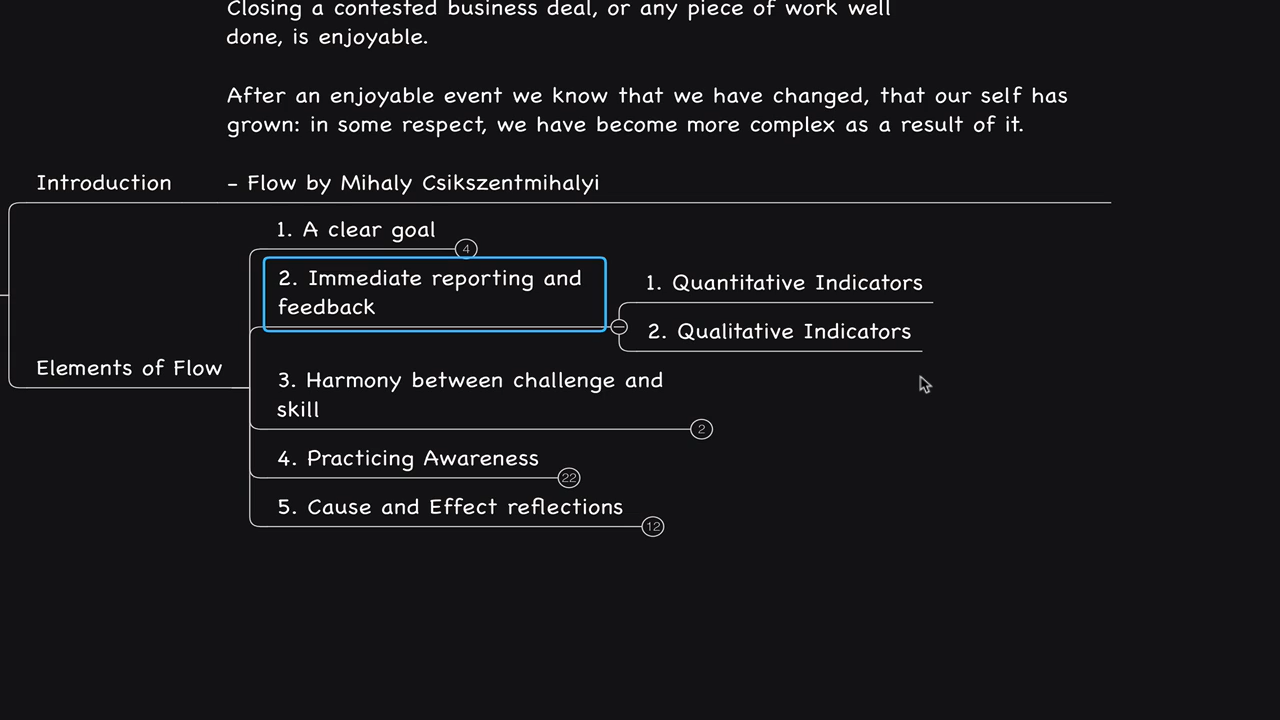 Closing a contested business deal, or any piece of work well
done, is enjoyable.
After an enjoyable event we know that we have changed, that our self has
grown: in some respect, we have become more complex as a result of it.
Introduction
– Flow by Mihaly Csikszentmihalyi
1. A clear goal
4
2. Immediate reporting and
feedback
1. Quantitative Indicators
2. Qualitative Indicators
Elements of Flow
3. Harmony between challenge and
skill
2
4. Practicing Awareness
22
5. Cause and Effect reflections
12